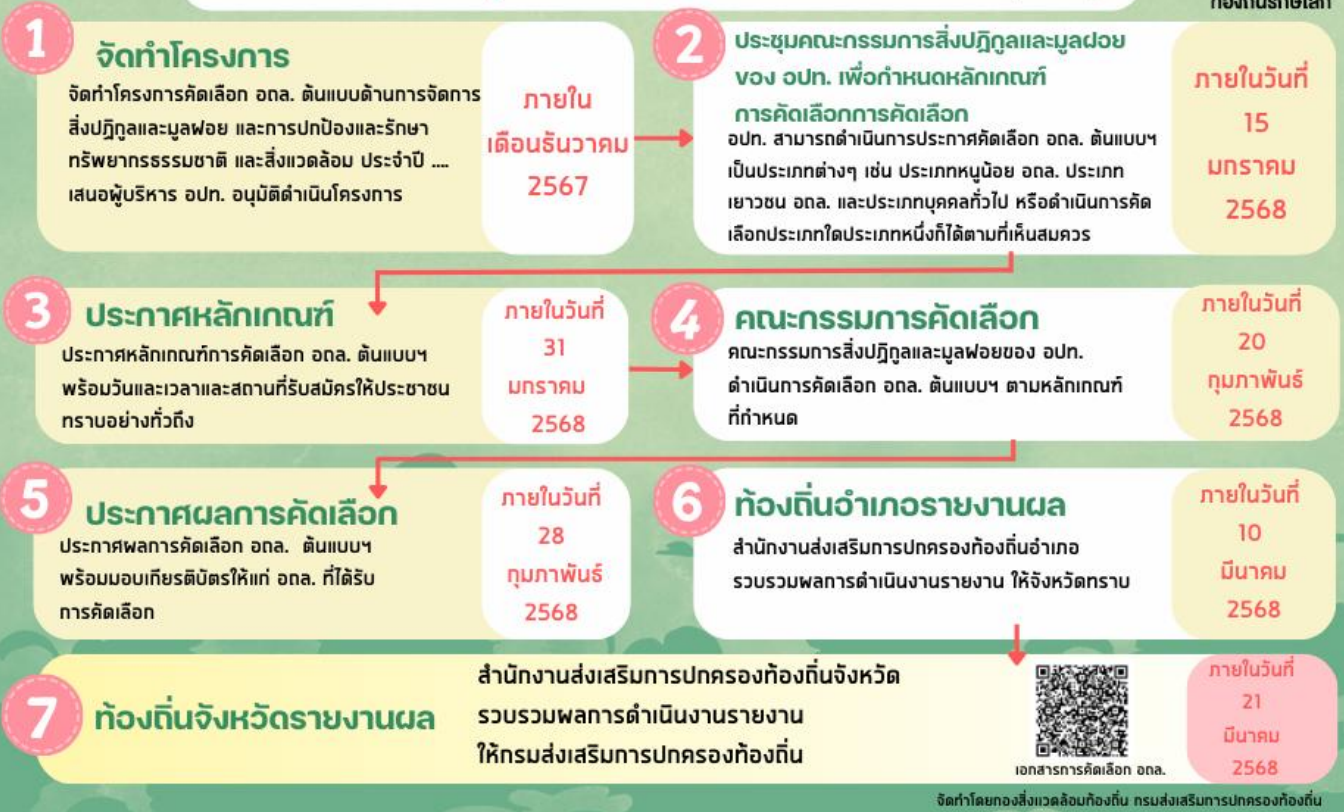 ท้องถิ่นรักษ์โลก
1
จัดทำโครงการ
จัดทำโครงการคัดเลือก อถล. ต้นแบบด้านการจัดการ
สิ่งปฏิกูลและมูลฝอย และการปกป้องและรักษา
ทรัพยากรธรรมชาติ และสิ่งแวดล้อม ประจำปี ....
เสนอผู้บริหาร อปท. อนุมัติดำเนินโครงการ
ภายใน
เดือนธันวาคม
2567
2
ประชุมคณะกรรมการสิ่งปฏิกูลและมูลฝอย
ของ อปท. เพื่อกำหนดหลักเกณฑ์
การคัดเลือกการคัดเลือก
อปท. สามารถดำเนินการประกาศคัดเลือก อถล. ต้นแบบฯ
เป็นประเภทต่างๆ เช่น ประเภทหนูน้อย อถล. ประเภท
เยาวชน อถล. และประเภทบุคคลทั่วไป หรือดำเนินการคัด
เลือกประเภทใดประเภทหนึ่งก็ได้ตามที่เห็นสมควร
ภายในวันที่
15
มกราคม
2568
3
ประกาศหลักเกณฑ์
ประกาศหลักเกณฑ์การคัดเลือก อถล. ต้นแบบฯ
พร้อมวันและเวลาและสถานที่รับสมัครให้ประชาชน
ทราบอย่างทั่วถึง
ภายในวันที่
31
มกราคม
2568
4
คณะกรรมการคัดเลือก
คณะกรรมการสิ่งปฏิกูลและมูลฝอยของ อปท.
ดำเนินการคัดเลือก อถล. ต้นแบบฯ ตามหลักเกณฑ์
ที่กำหนด
ภายในวันที่
20
กุมภาพันธ์
2568
5
ประกาศผลการคัดเลือก
ประกาศผลการคัดเลือก อถล. ต้นแบบฯ
พร้อมมอบเกียรติบัตรให้แก่ อถล. ที่ได้รับ
การคัดเลือก
ภายในวันที่
28
กุมภาพันธ์
2568
6
ท้องถิ่นอำเภอรายงานผล
สำนักงานส่งเสริมการปกครองท้องถิ่นอำเภอ
รวบรวมผลการดำเนินงานรายงาน ให้จังหวัดทราบ
ภายในวันที่
10
มีนาคม
2568
7
ท้องถิ่นจังหวัดรายงานผล
สำนักงานส่งเสริมการปกครองท้องถิ่นจังหวัด
รวบรวมผลการดำเนินงานรายงาน
ให้กรมส่งเสริมการปกครองท้องถิ่น
เอกสารการคัดเลือก อถล.
ภายในวันที่
21
มีนาคม
2568
จัดทำโดยกองสิ่งแวดล้อมท้องถิ่น กรมส่งเสริมการปกครองท้องถิ่น